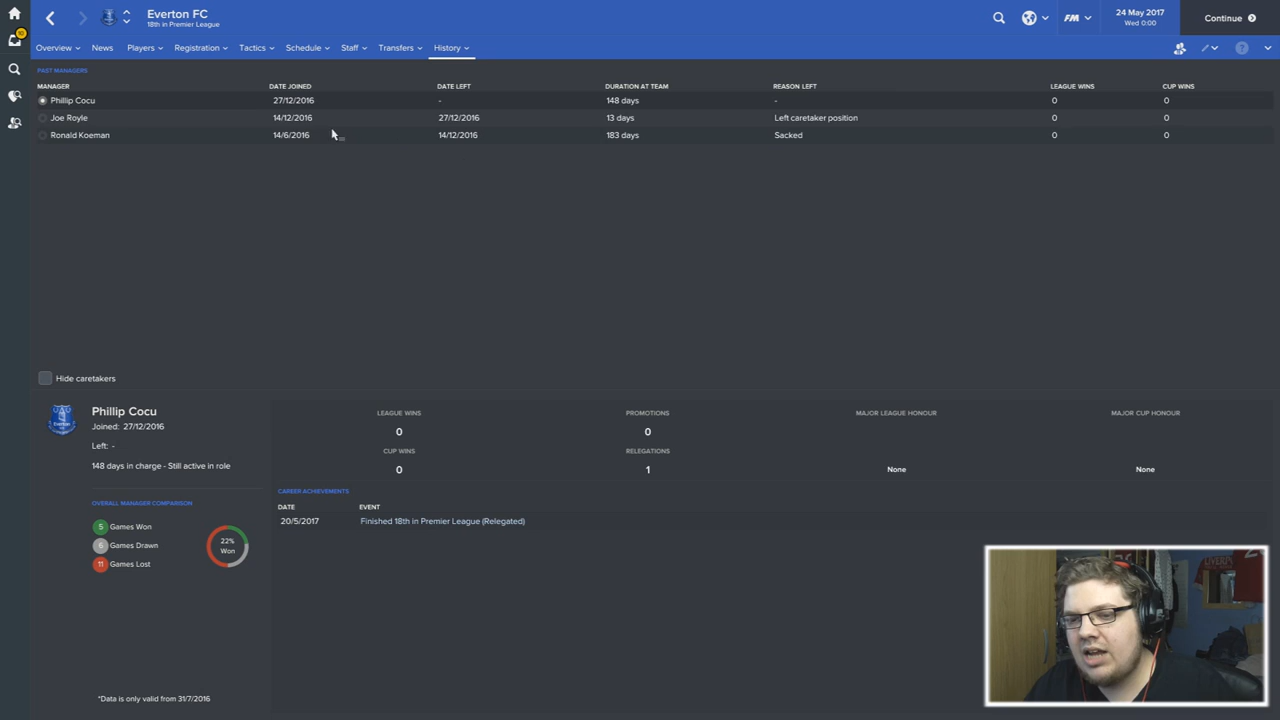 Everton FC
18th in Premier League
FM
24 May 2017
Wed 0:00
Continue
10
Overview
News
Players
Registration
Tactics
Schedule
Staff
Transfers
History
PAST MANAGERS
MANAGER DATE JOINED DATE LEFT DURATION AT TEAM REASON LEFT LEAGUE WINS CUP WINS
Phillip Cocu 27/12/2016 - 148 days - 0 0
Joe Royle 14/12/2016 27/12/2016 13 days Left caretaker position 0 0
Ronald Koeman 14/6/2016 14/12/2016 183 days Sacked 0 0
Hide caretakers
Everton
Phillip Cocu
Joined: 27/12/2016
Left: -
148 days in charge - Still active in role
OVERALL MANAGER COMPARISON
5 Games Won
6 Games Drawn
11 Games Lost
22%
Won
*Data is only valid from 31/7/2016
LEAGUE WINS PROMOTIONS MAJOR LEAGUE HONOUR MAJOR CUP HONOUR
0 0
CUP WINS RELEGATIONS
0 1 None None
CAREER ACHIEVEMENTS
DATE EVENT
20/5/2017 Finished 18th in Premier League (Relegated)